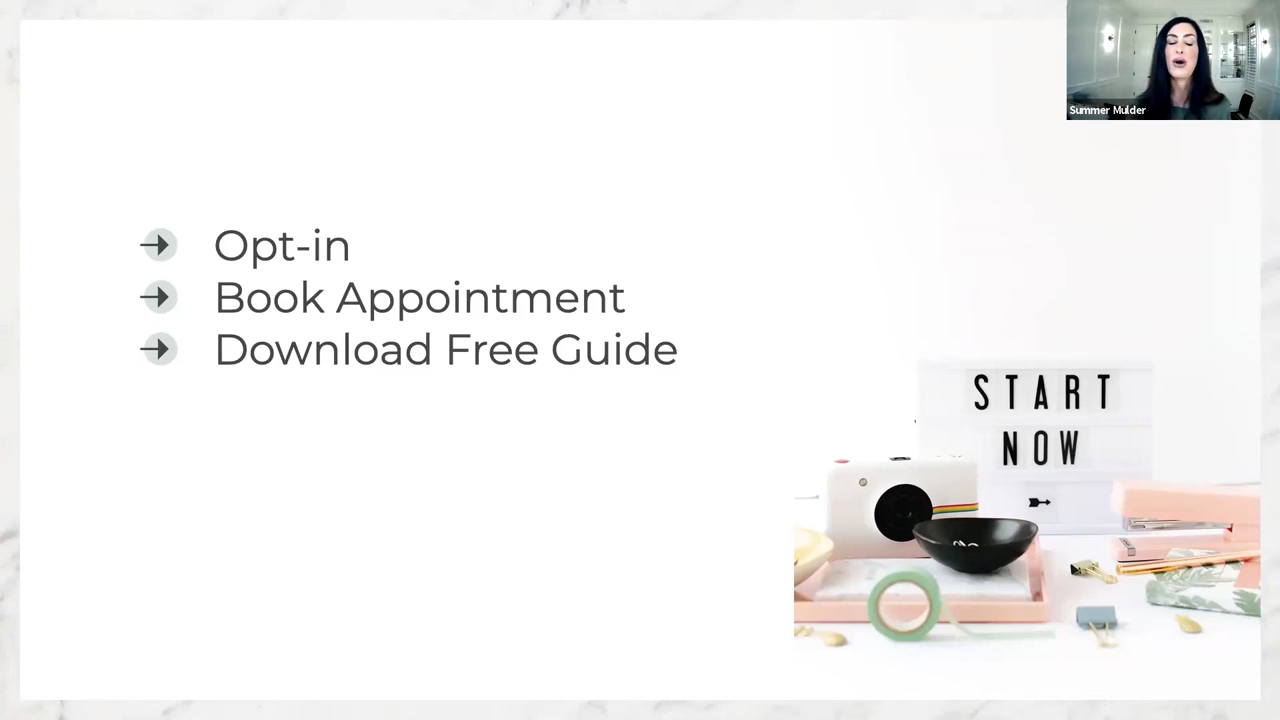 Summer Mulder
Opt-in
Book Appointment
Download Free Guide
START
NOW